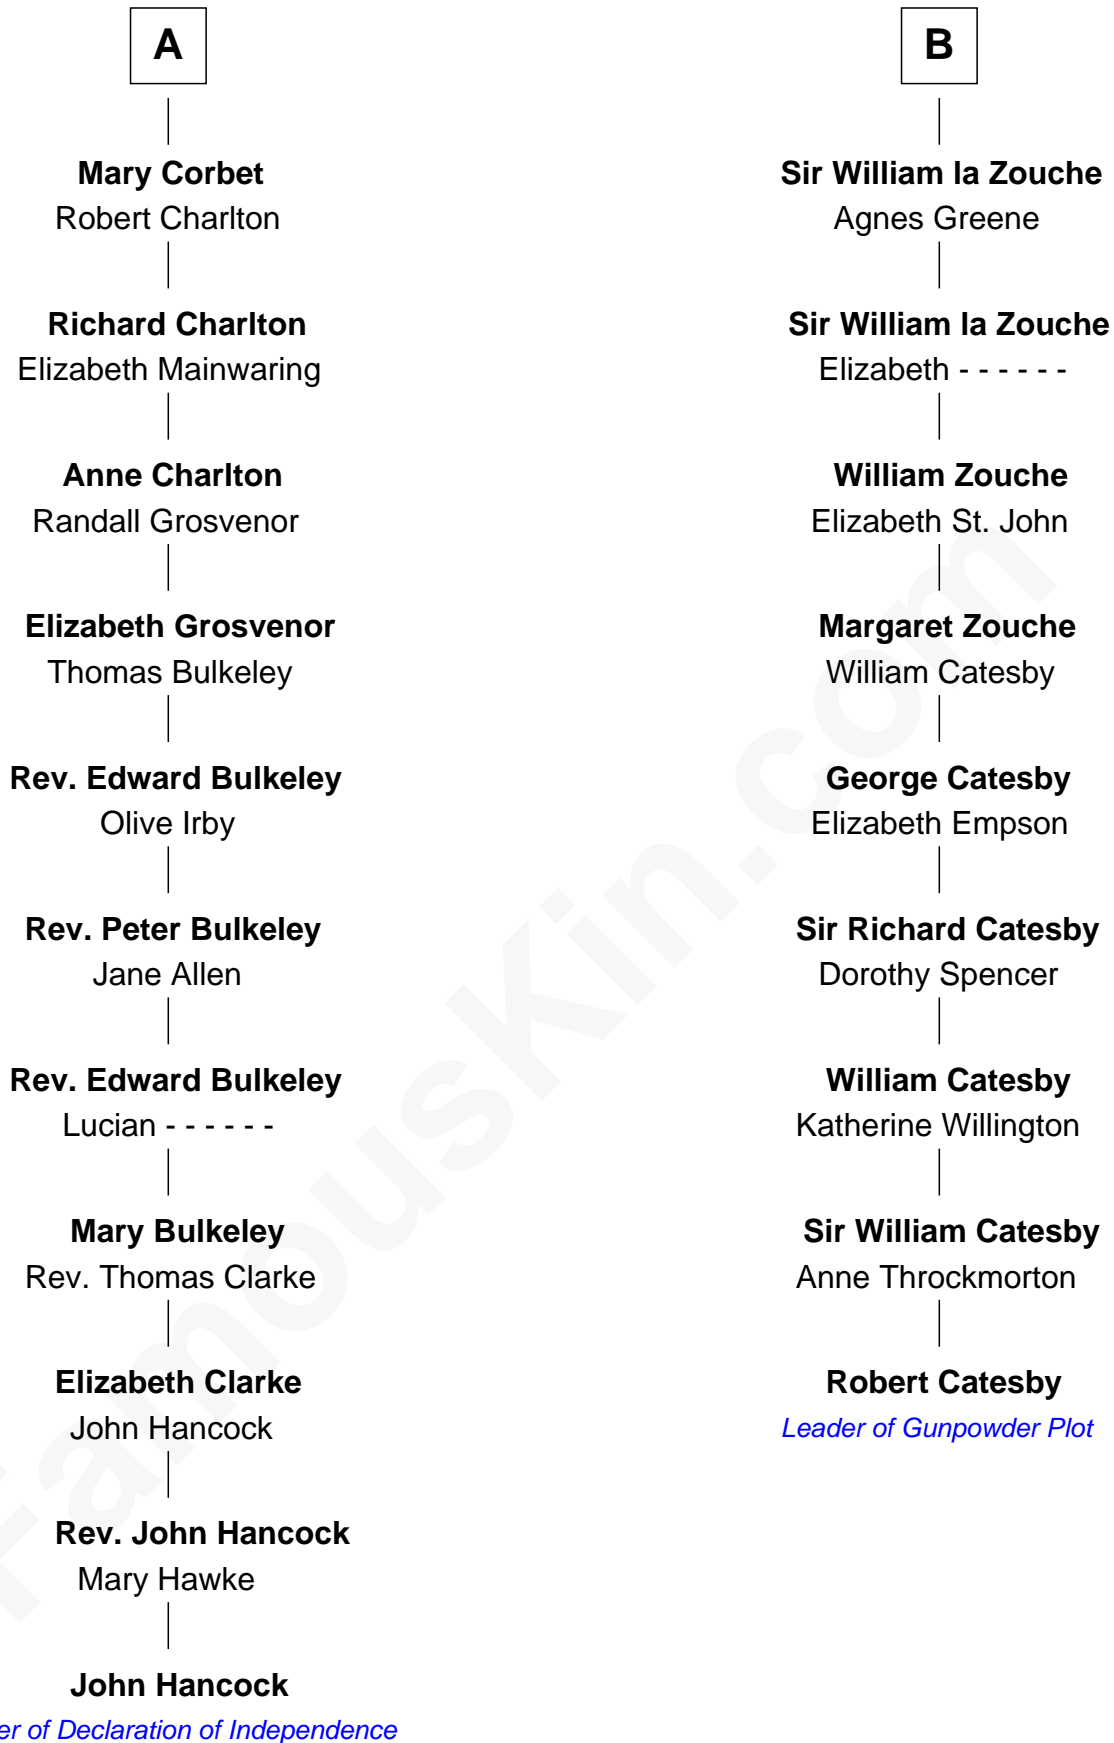 A
Mary Corbet
Robert Charlton
Richard Charlton
Elizabeth Mainwaring
Anne Charlton
Randall Grosvenor
Elizabeth Grosvenor
Thomas Bulkeley
Rev. Edward Bulkeley
Olive Irby
Rev. Peter Bulkeley
Jane Allen
Rev. Edward Bulkeley
Lucian - - - - - -
Mary Bulkeley
Rev. Thomas Clarke
Elizabeth Clarke
John Hancock
Rev. John Hancock
Mary Hawke
John Hancock
er of Declaration of Independence
B
Sir William la Zouche
Agnes Greene
Sir William la Zouche
Elizabeth - - - - - -
William Zouche
Elizabeth St. John
Margaret Zouche
William Catesby
George Catesby
Elizabeth Empson
Sir Richard Catesby
Dorothy Spencer
William Catesby
Katherine Willington
Sir William Catesby
Anne Throckmorton
Robert Catesby
Leader of Gunpowder Plot
FamousKin.com